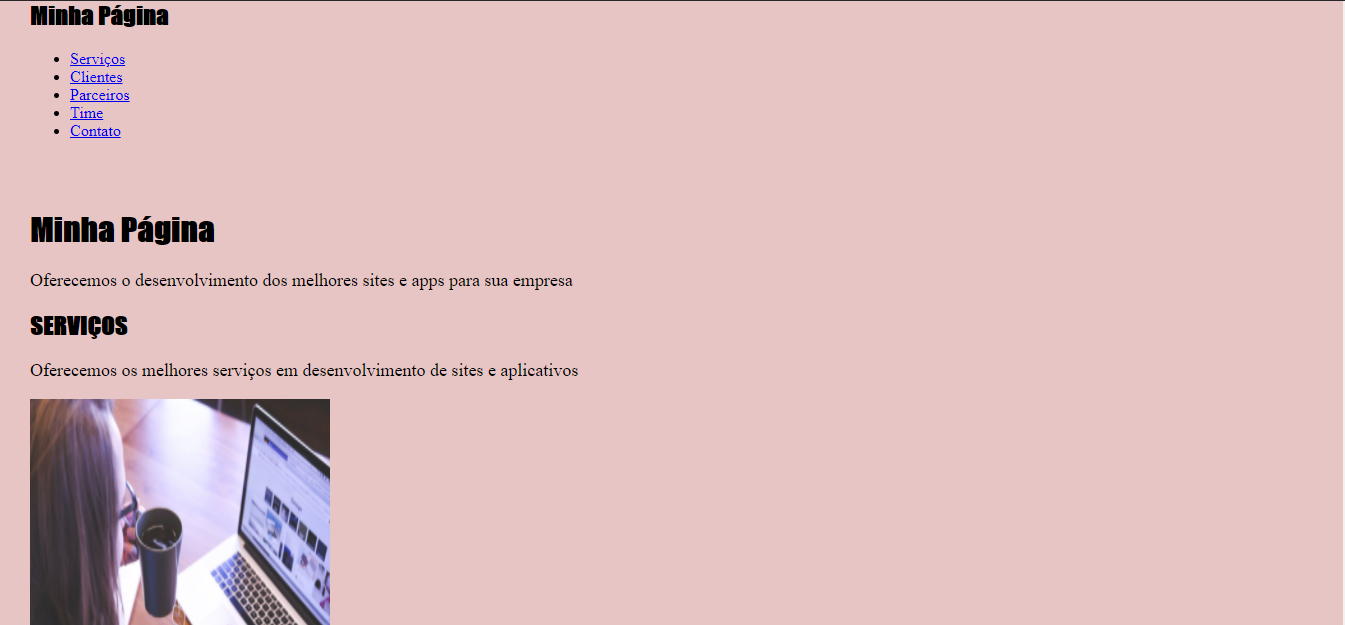 Minha Página
Serviços
Clientes
Parceiros
Time
Contato
Minha Página
Oferecemos o desenvolvimento dos melhores sites e apps para sua empresa
SERVIÇOS
Oferecemos os melhores serviços em desenvolvimento de sites e aplicativos